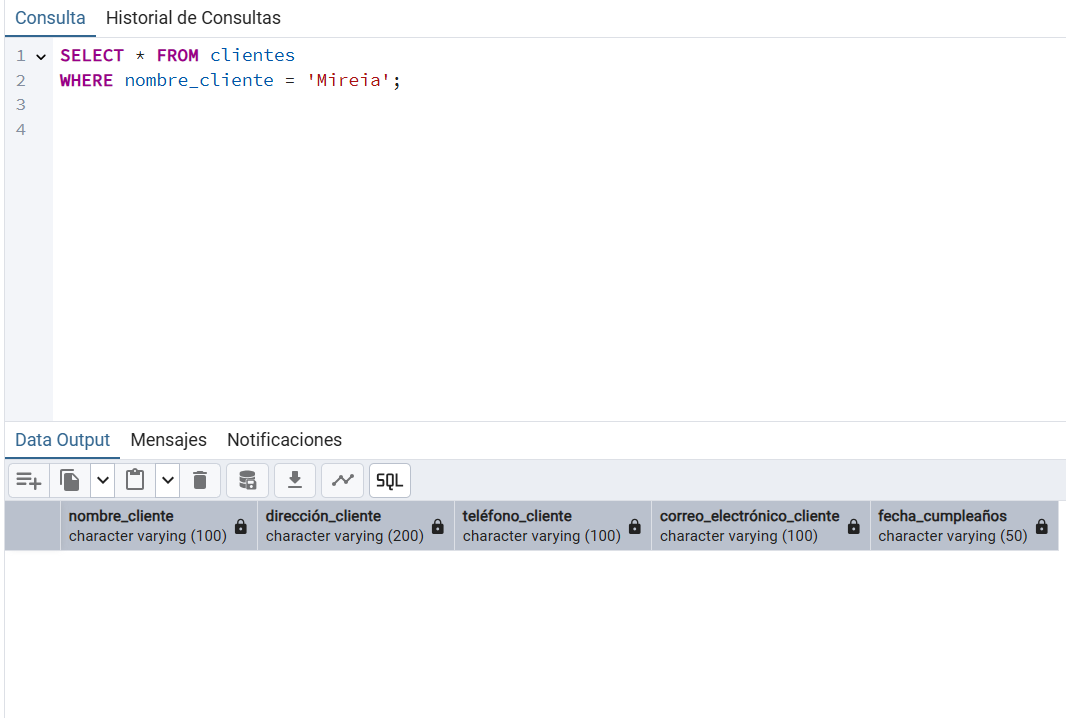 Consulta Historial de Consultas
1 SELECT * FROM clientes
2 WHERE nombre_cliente = 'Mireia';
3
4
Data Output Mensajes Notificaciones
SQL
nombre_cliente dirección_cliente teléfono_cliente correo_electrónico_cliente fecha_cumpleaños
character varying (100) character varying (200) character varying (100) character varying (100) character varying (50)